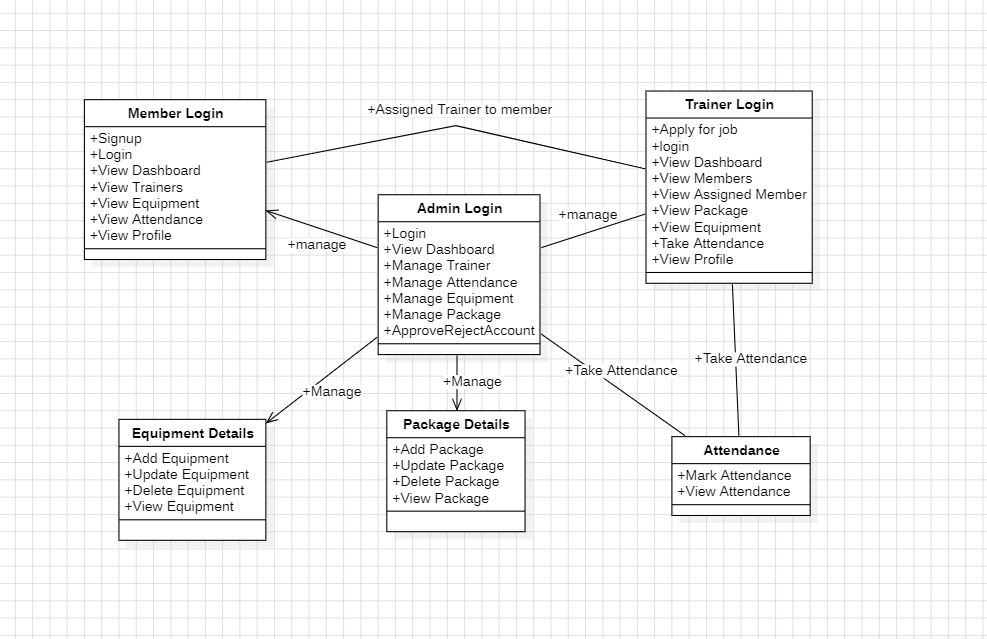 Member Login
+Signup
+Login
+View Dashboard
+View Trainers
+View Equipment
+View Attendance
+View Profile
+Assigned Trainer to member
Trainer Login
+Apply for job
+login
+View Dashboard
+View Members
+View Assigned Member
+View Package
+View Equipment
+Take Attendance
+View Profile
Admin Login
+Login
+View Dashboard
+Manage Trainer
+Manage Attendance
+Manage Equipment
+Manage Package
+ApproveRejectAccount
+manage
+manage
+Manage
+Manage
+Take Attendance
+Take Attendance
Equipment Details
+Add Equipment
+Update Equipment
+Delete Equipment
+View Equipment
Package Details
+Add Package
+Update Package
+Delete Package
+View Package
Attendance
+Mark Attendance
+View Attendance